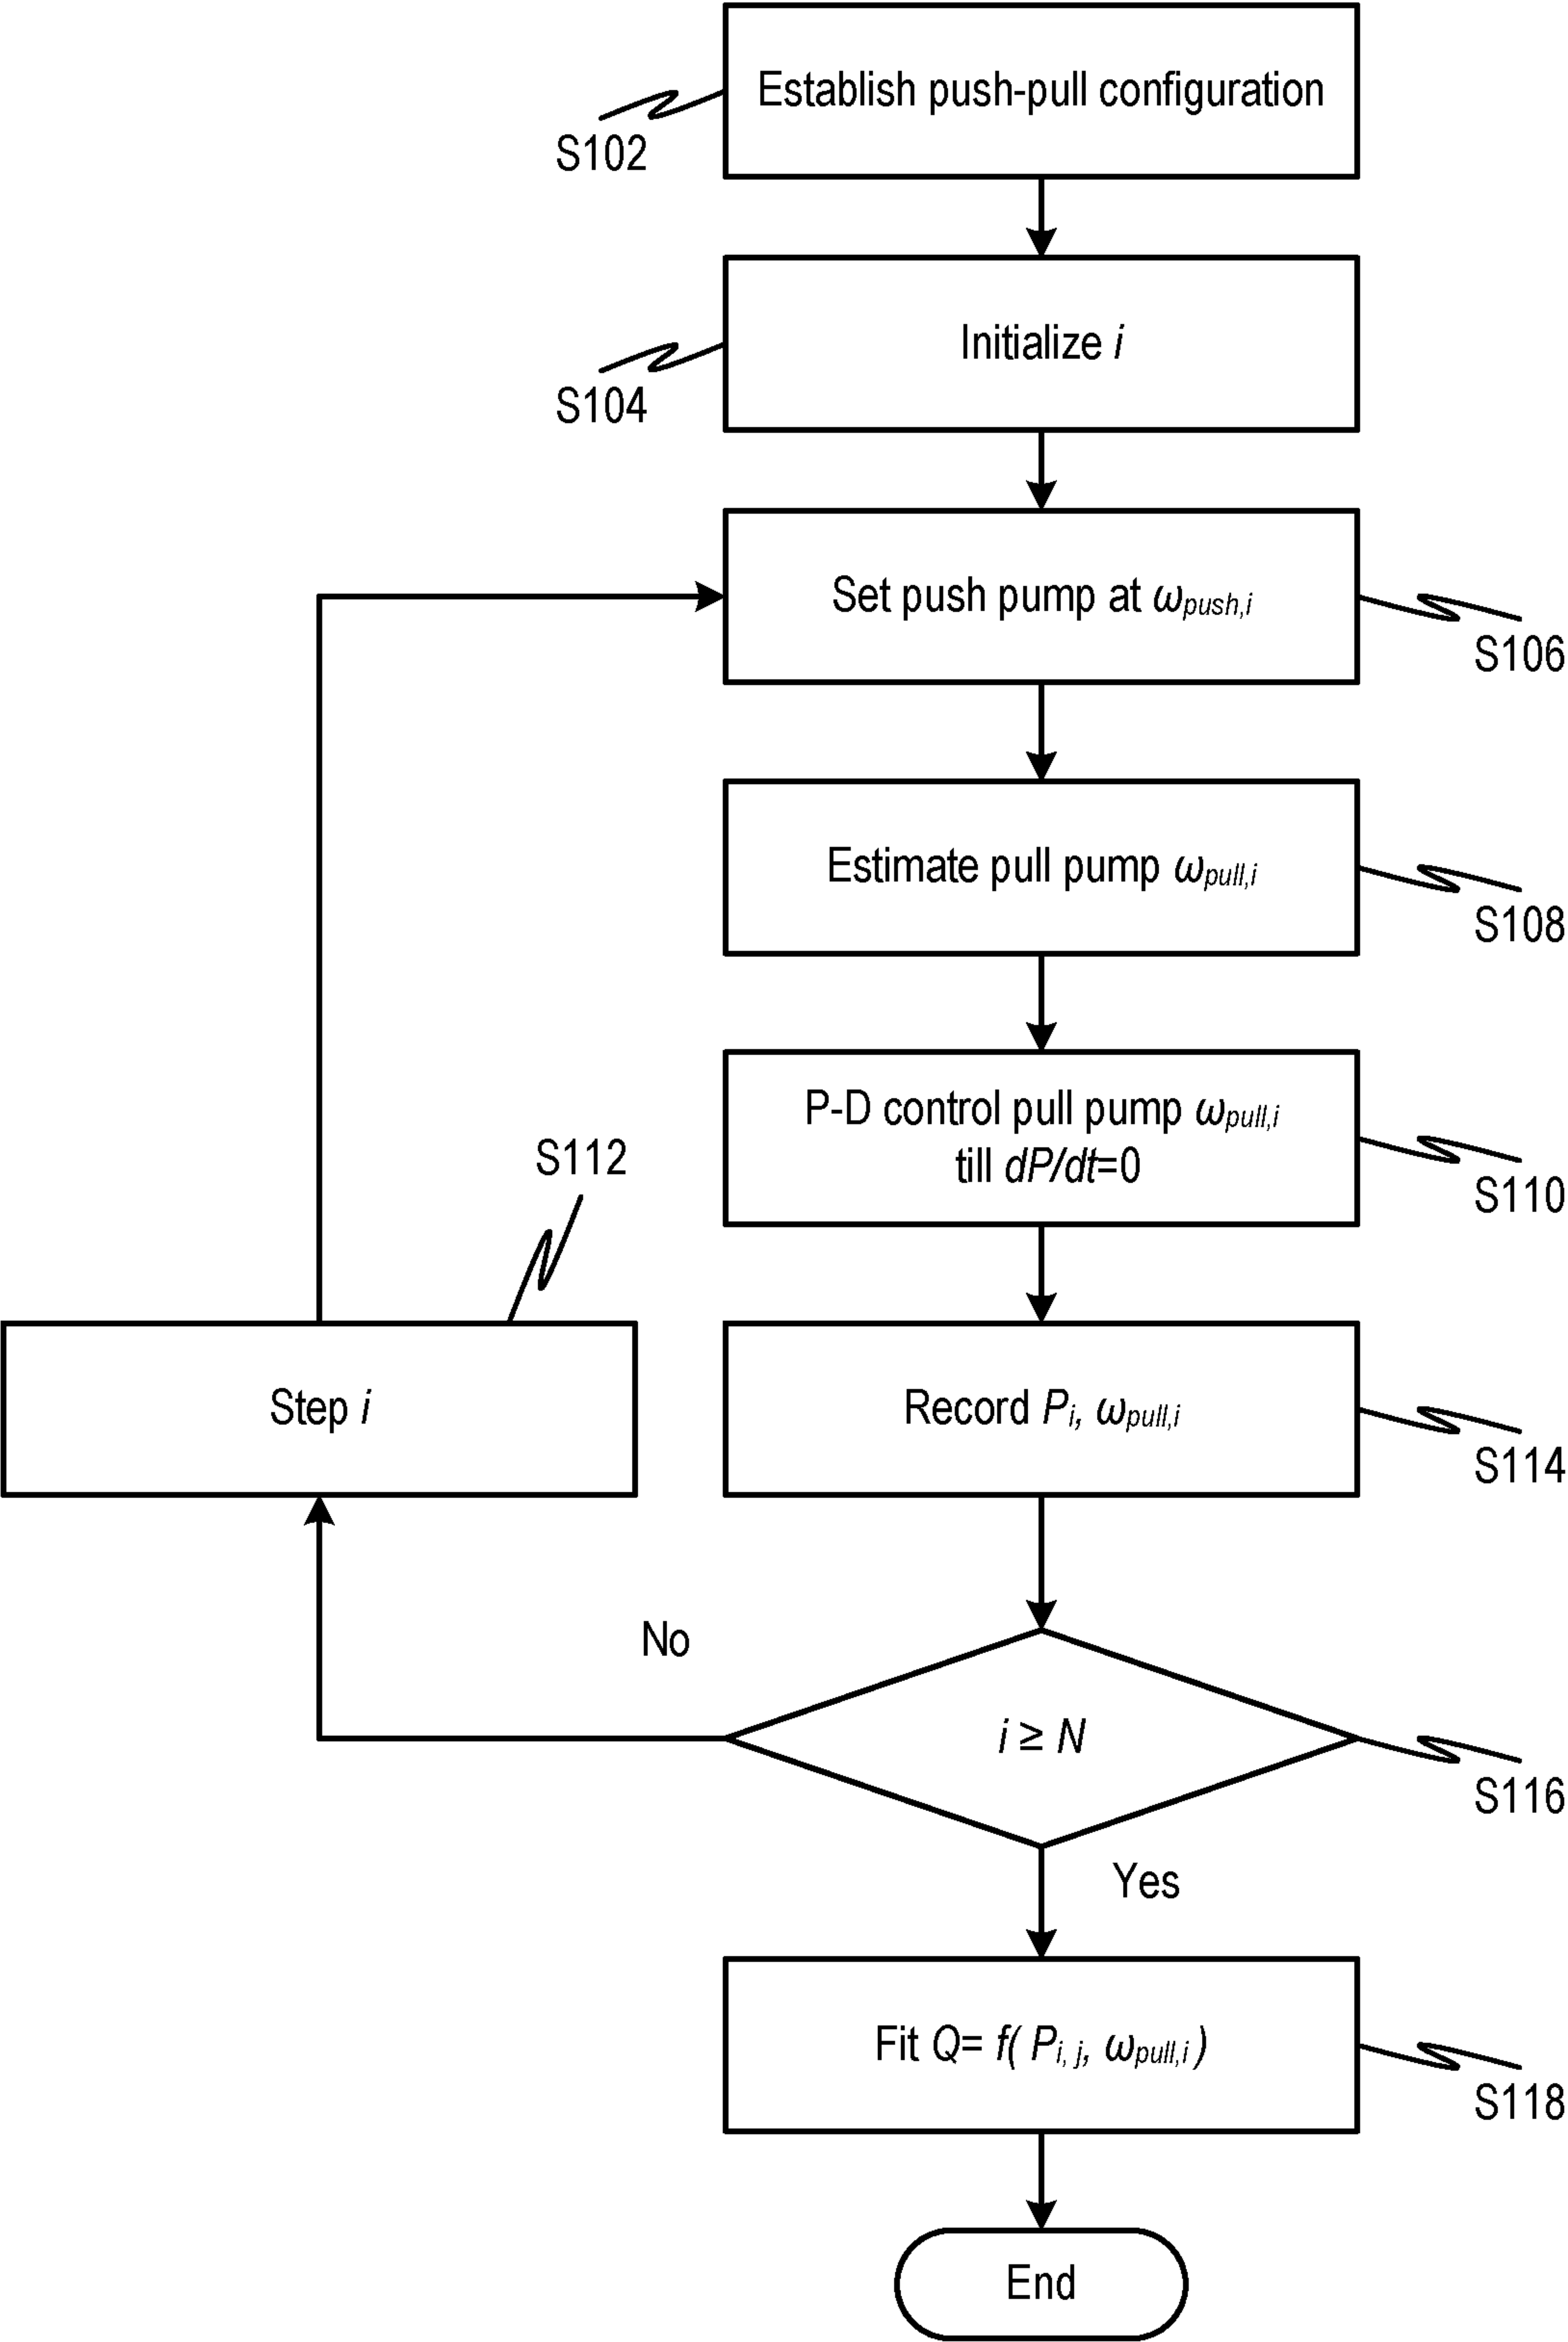 Establish push-pull configuration
S102
Initialize i
S104
Set push pump at ωpush,i
S106
Estimate pull pump ωpull,i
S108
P-D control pull pump ωpull,i
till dP/dt=0
S110
S112
Step i
Record Pi, ωpull,i
S114
No
i ≥ N
S116
Yes
Fit Q= f( Pi, j, ωpull,i )
S118
End